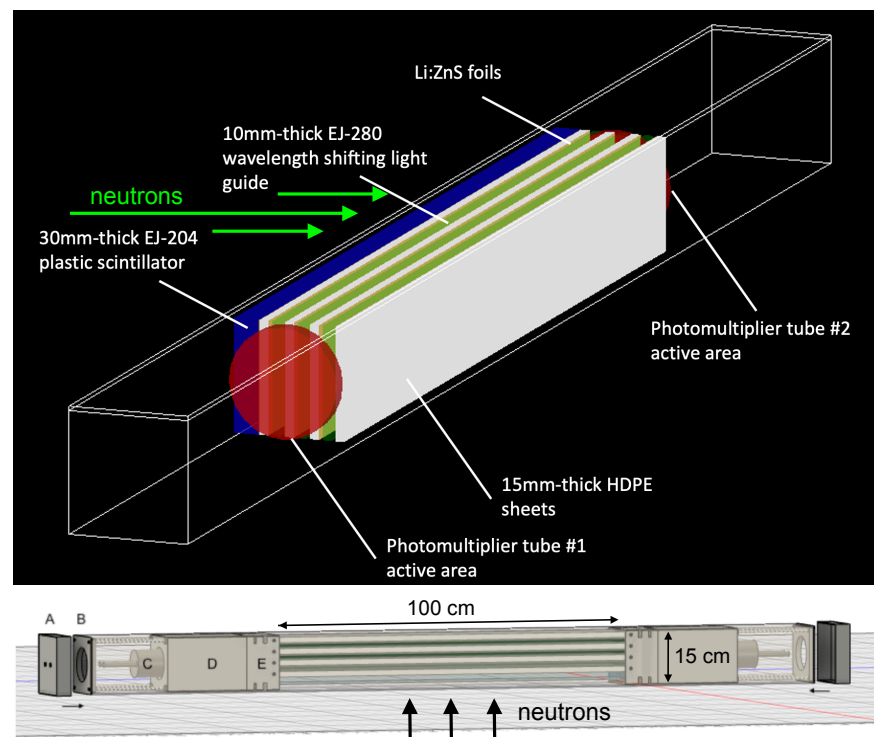 Li:ZnS foils
10mm-thick EJ-280
wavelength shifting light
guide
neutrons
30mm-thick EJ-204
plastic scintillator
Photomultiplier tube #2
active area
15mm-thick HDPE
sheets
Photomultiplier tube #1
active area
A B
100 cm
C D E
15 cm
neutrons